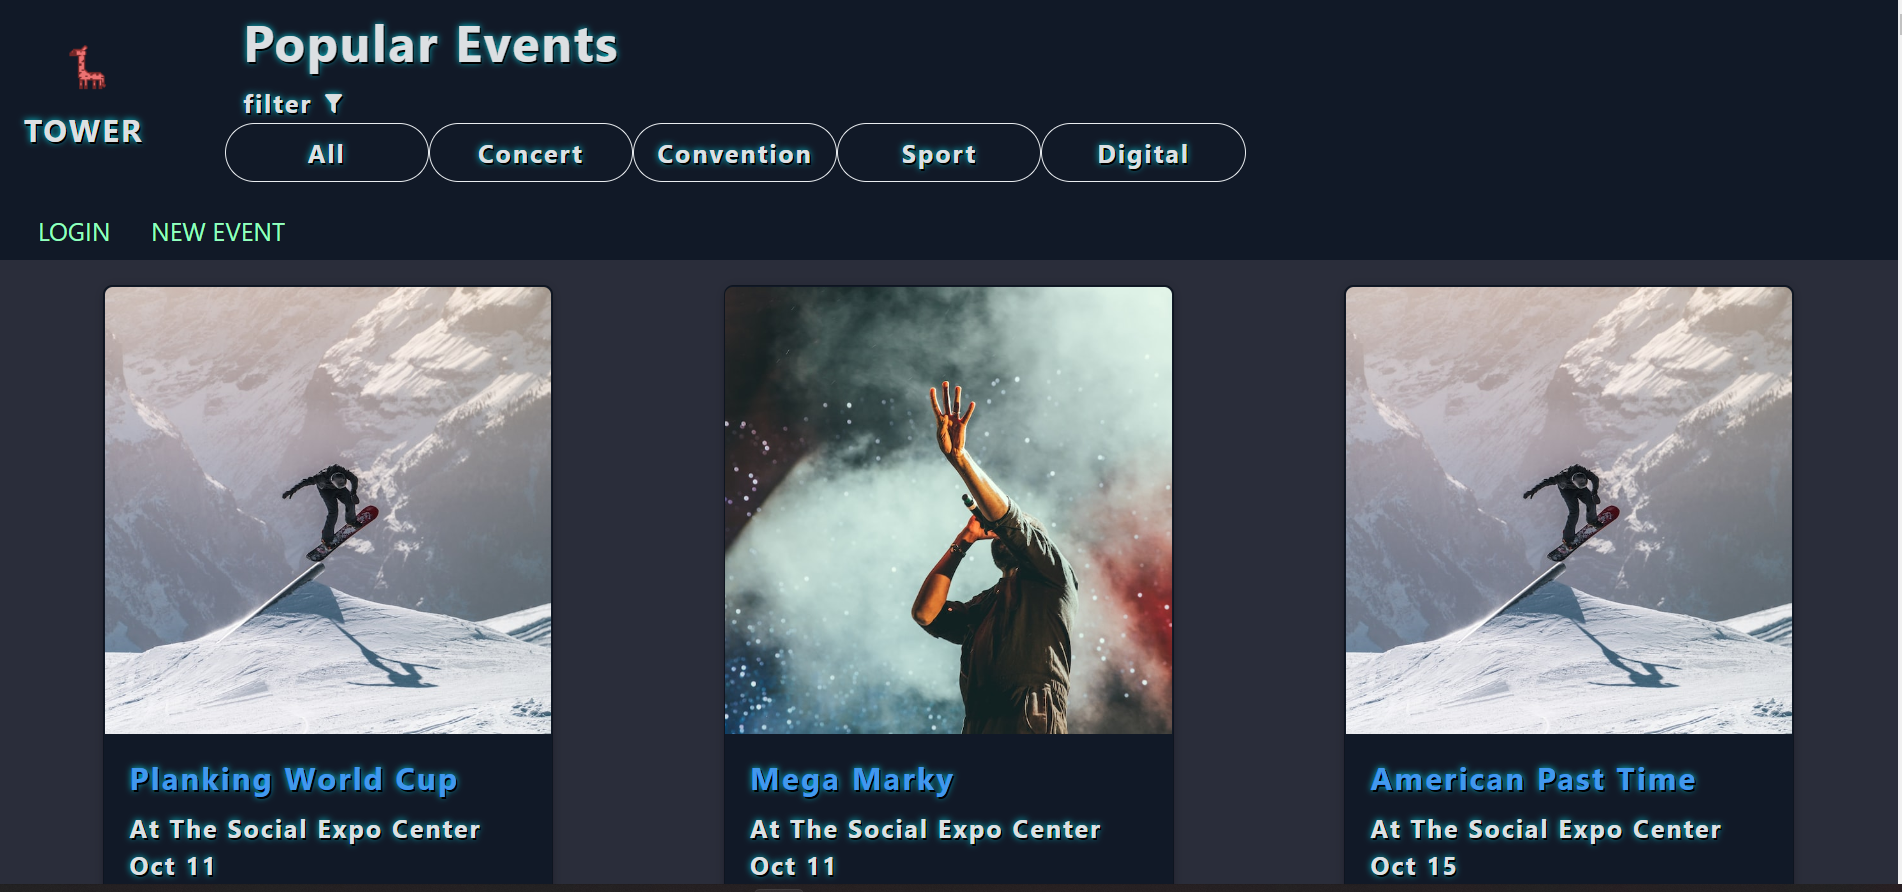 TOWER
Popular Events
filter
All
Concert
Convention
Sport
Digital
LOGIN
NEW EVENT
Planking World Cup
At The Social Expo Center
Oct 11
Mega Marky
At The Social Expo Center
Oct 11
American Past Time
At The Social Expo Center
Oct 15